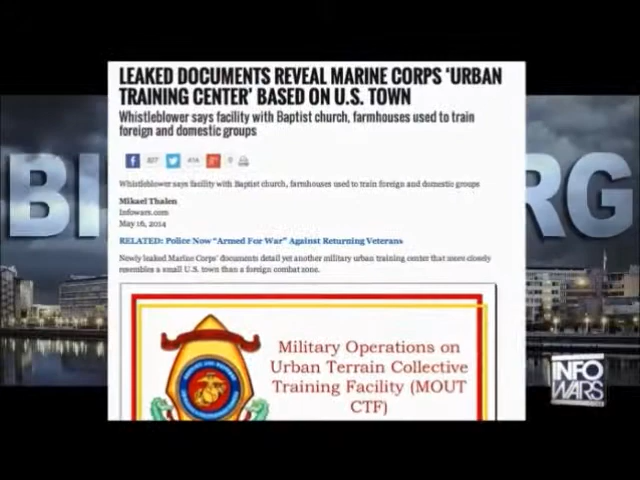 LEAKED DOCUMENTS REVEAL MARINE CORPS 'URBAN
TRAINING CENTER' BASED ON U.S. TOWN
Whistleblower says facility with Baptist church, farmhouses used to train
foreign and domestic groups
Whistleblower says facility with Baptist church, farmhouses used to train foreign and domestic groups
Mikael Thalen
Infowars.com
May 16, 2014
RELATED: Police Now "Armed For War" Against Returning Veterans
Newly leaked Marine Corps' documents detail yet another military urban training center that more closely
resembles a small U.S. town than a foreign combat zone.
Military Operations on
Urban Terrain Collective
Training Facility (MOUT
CTF)
BI
RG
INFO
WARS